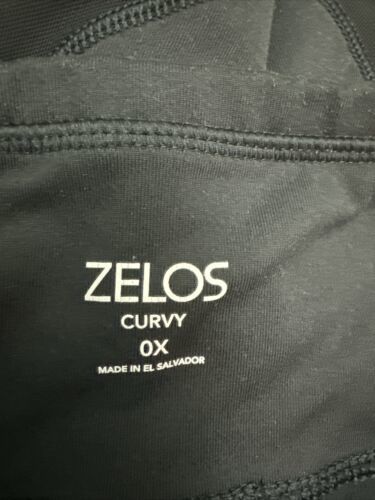 ZELOS
CURVY
0X
MADE IN EL SALVADOR